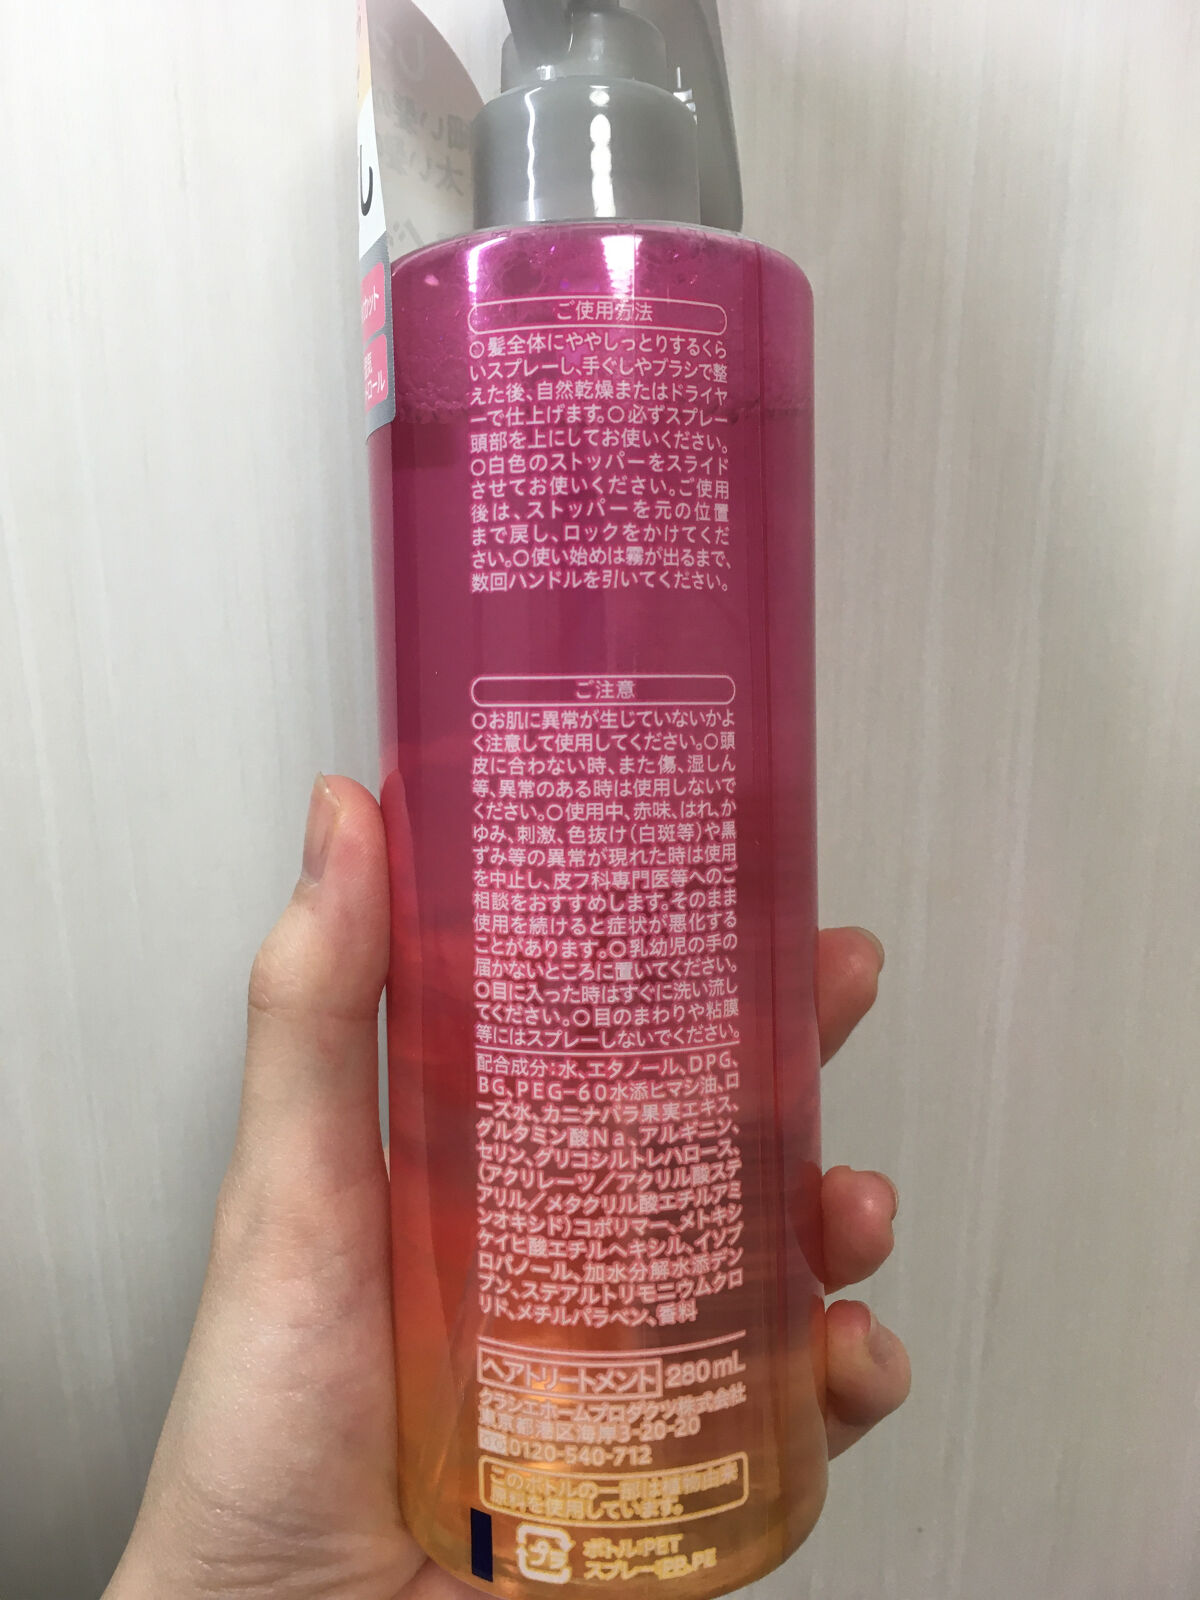 し
カット
ロール
ご使用方法
○髪全体にややしっとりするくら
いスプレーし、手ぐしやブラシで整
えた後、自然乾燥またはドライヤ
ーで仕上げます。○必ずスプレー
頭部を上にしてお使いください。
○白色のストッパーをスライド
させてお使いください。ご使用
後は、ストッパーを元の位置
まで戻し、ロックをかけてくだ
さい。○使い始めは霧が出るまで、
数回ハンドルを引いてください。
ご注意
○お肌に異常が生じていないかよ
く注意して使用してください。○頭
皮に合わない時、また傷、湿しん
等、異常のある時は使用しないで
ください。○使用中、赤味、はれ、か
ゆみ、刺激、色抜け(白斑等)や黒
ずみ等の異常が現れた時は使用
を中止し、皮フ科専門医等へのご
相談をおすすめします。そのまま
使用を続けると症状が悪化する
ことがあります。○乳幼児の手の
届かないところに置いてください。
○目に入った時はすぐに洗い流し
てください。○目のまわりや粘膜
等にはスプレーしないでください。
配合成分:水、エタノール、DPG、
BG、PEG-60水添ヒマシ油、ロ
ーズ水、カニナバラ果実エキス、
グルタミン酸Na、アルギニン、
セリン、グリコシルトレハロース、
(アクリレーツ/アクリル酸ステ
アリル/メタクリル酸エチルアミ
ンオキシド)コポリマー、メトキシ
ケイヒ酸エチルヘキシル、イソプ
ロパノール、加水分解水添デン
プン、ステアルトリモニウムクロ
リド、メチルパラベン、香料
ヘアトリートメント 280mL
クラシエホームプロダクツ株式会社
東京都港区海岸3-20-20
0120-540-712
このボトルの一部は植物由来
原料を使用しています。
プラ ボトル:PET
スプレー:PP,PE